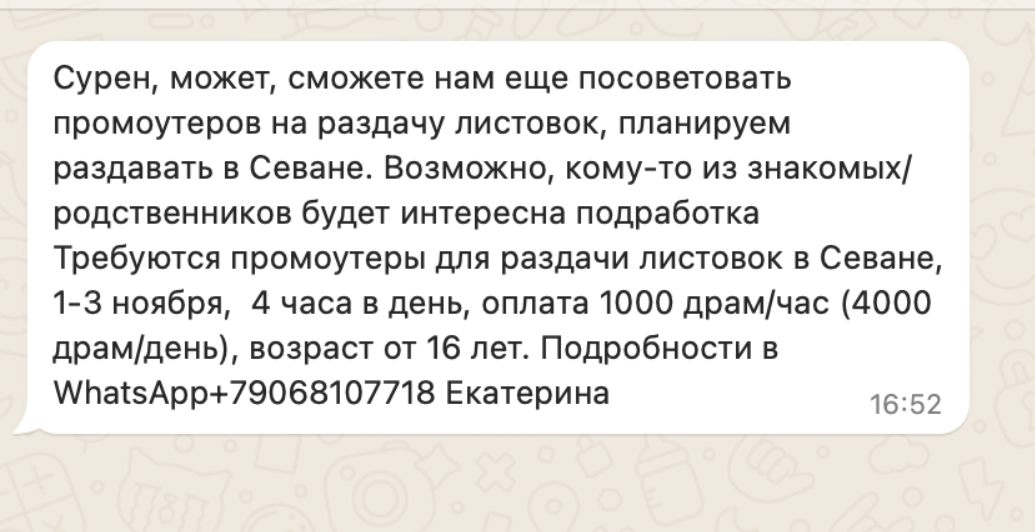 Сурен, может, сможете нам еще посоветовать
промоутеров на раздачу листовок, планируем
раздавать в Севане. Возможно, кому-то из знакомых/
родственников будет интересна подработка
Требуются промоутеры для раздачи листовок в Севане,
1-3 ноября,  4 часа в день, оплата 1000 драм/час (4000
драм/день), возраст от 16 лет. Подробности в
WhatsApp+79068107718 Екатерина
16:52